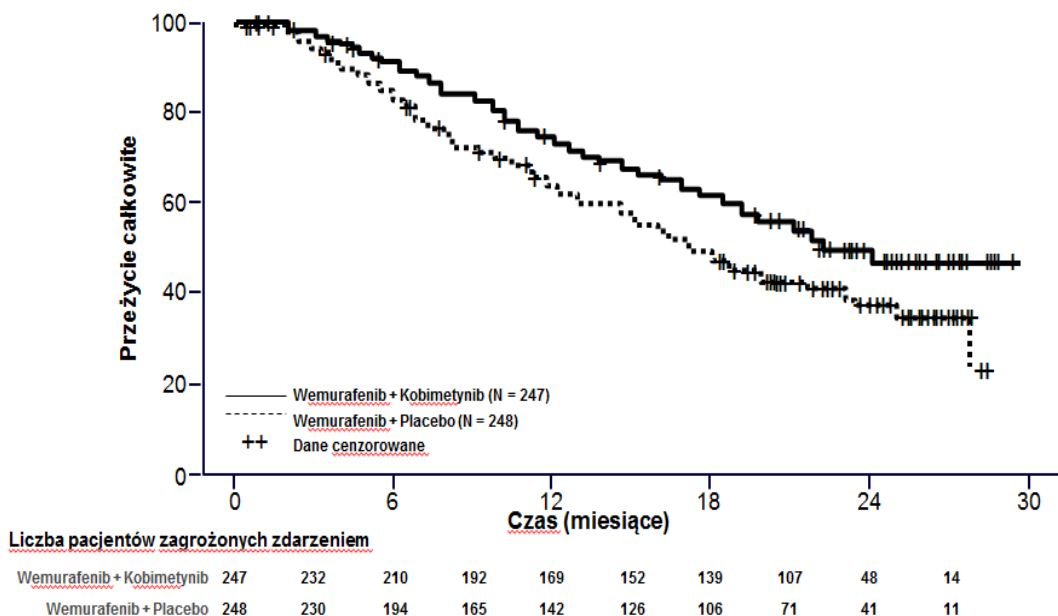 100
80
60
40
20
0
Przeżycie całkowite
Wemurafenib + Kobimetynib (N = 247)
Wemurafenib + Placebo (N = 248)
Dane cenzorowane
0 6 12 18 24 30
Czas (miesiące)
Liczba pacjentów zagrożonych zdarzeniem
Wemurafenib + Kobimetynib 247 232 210 192 169 152 139 107 48 14
Wemurafenib + Placebo 248 230 194 165 142 126 106 71 41 11